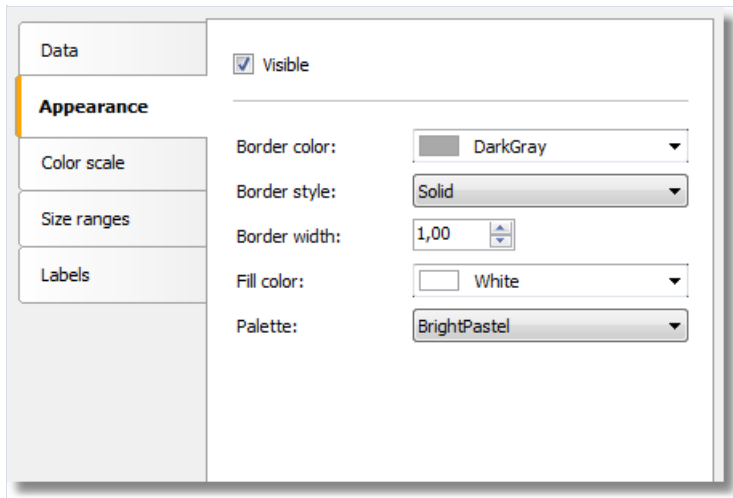 Data
Appearance
Color scale
Size ranges
Labels
Visible
Border color: DarkGray
Border style: Solid
Border width: 1,00
Fill color: White
Palette: BrightPastel